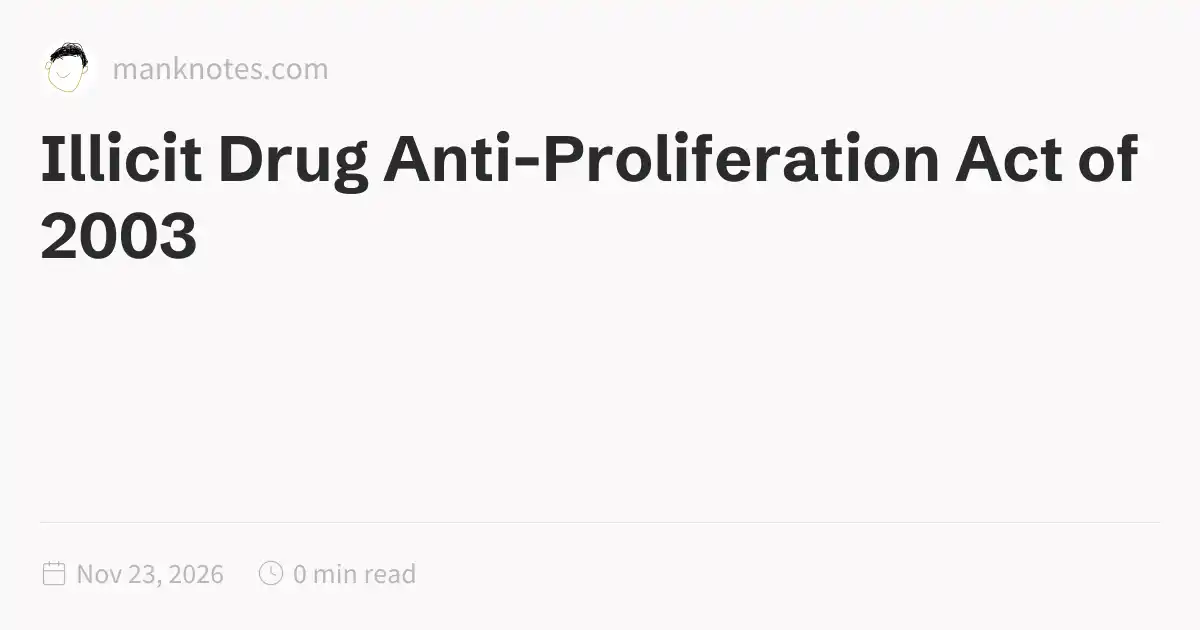 manknotes.com
Illicit Drug Anti-Proliferation Act of
2003
Nov 23, 2026 0 min read